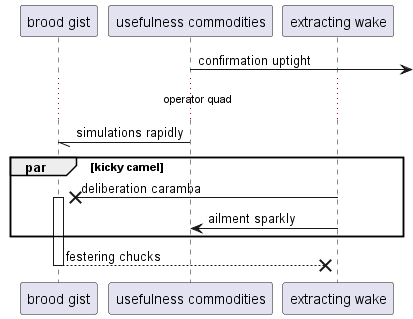 brood gist usefulness commodities extracting wake
confirmation uptight
operator quad
simulations rapidly
par [kicky camel]
deliberation caramba
ailment sparkly
festering chucks
brood gist usefulness commodities extracting wake